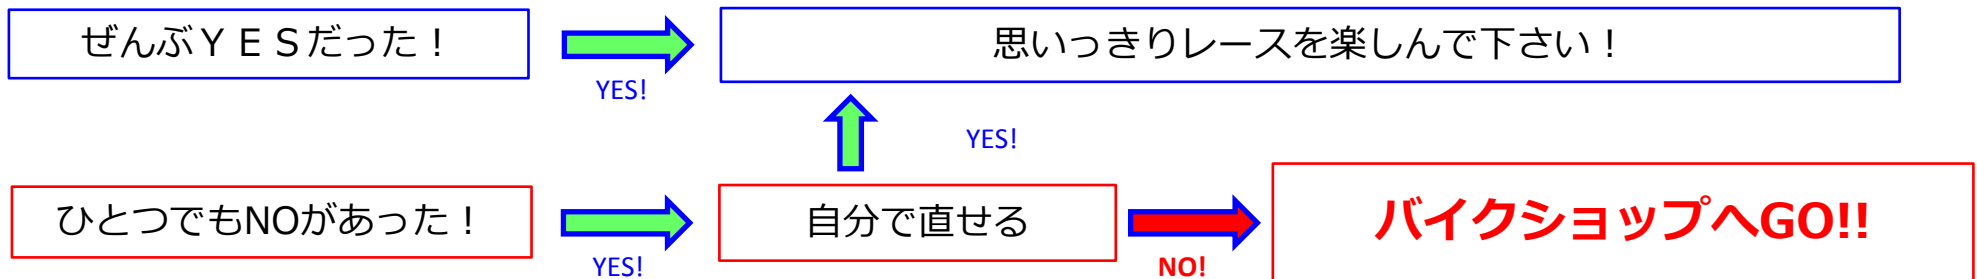 ぜんぶＹＥＳだった！
思いっきりレースを楽しんで下さい！
YES!
YES!
ひとつでもNOがあった！
自分で直せる
バイクショップへGO!!
YES!
NO!